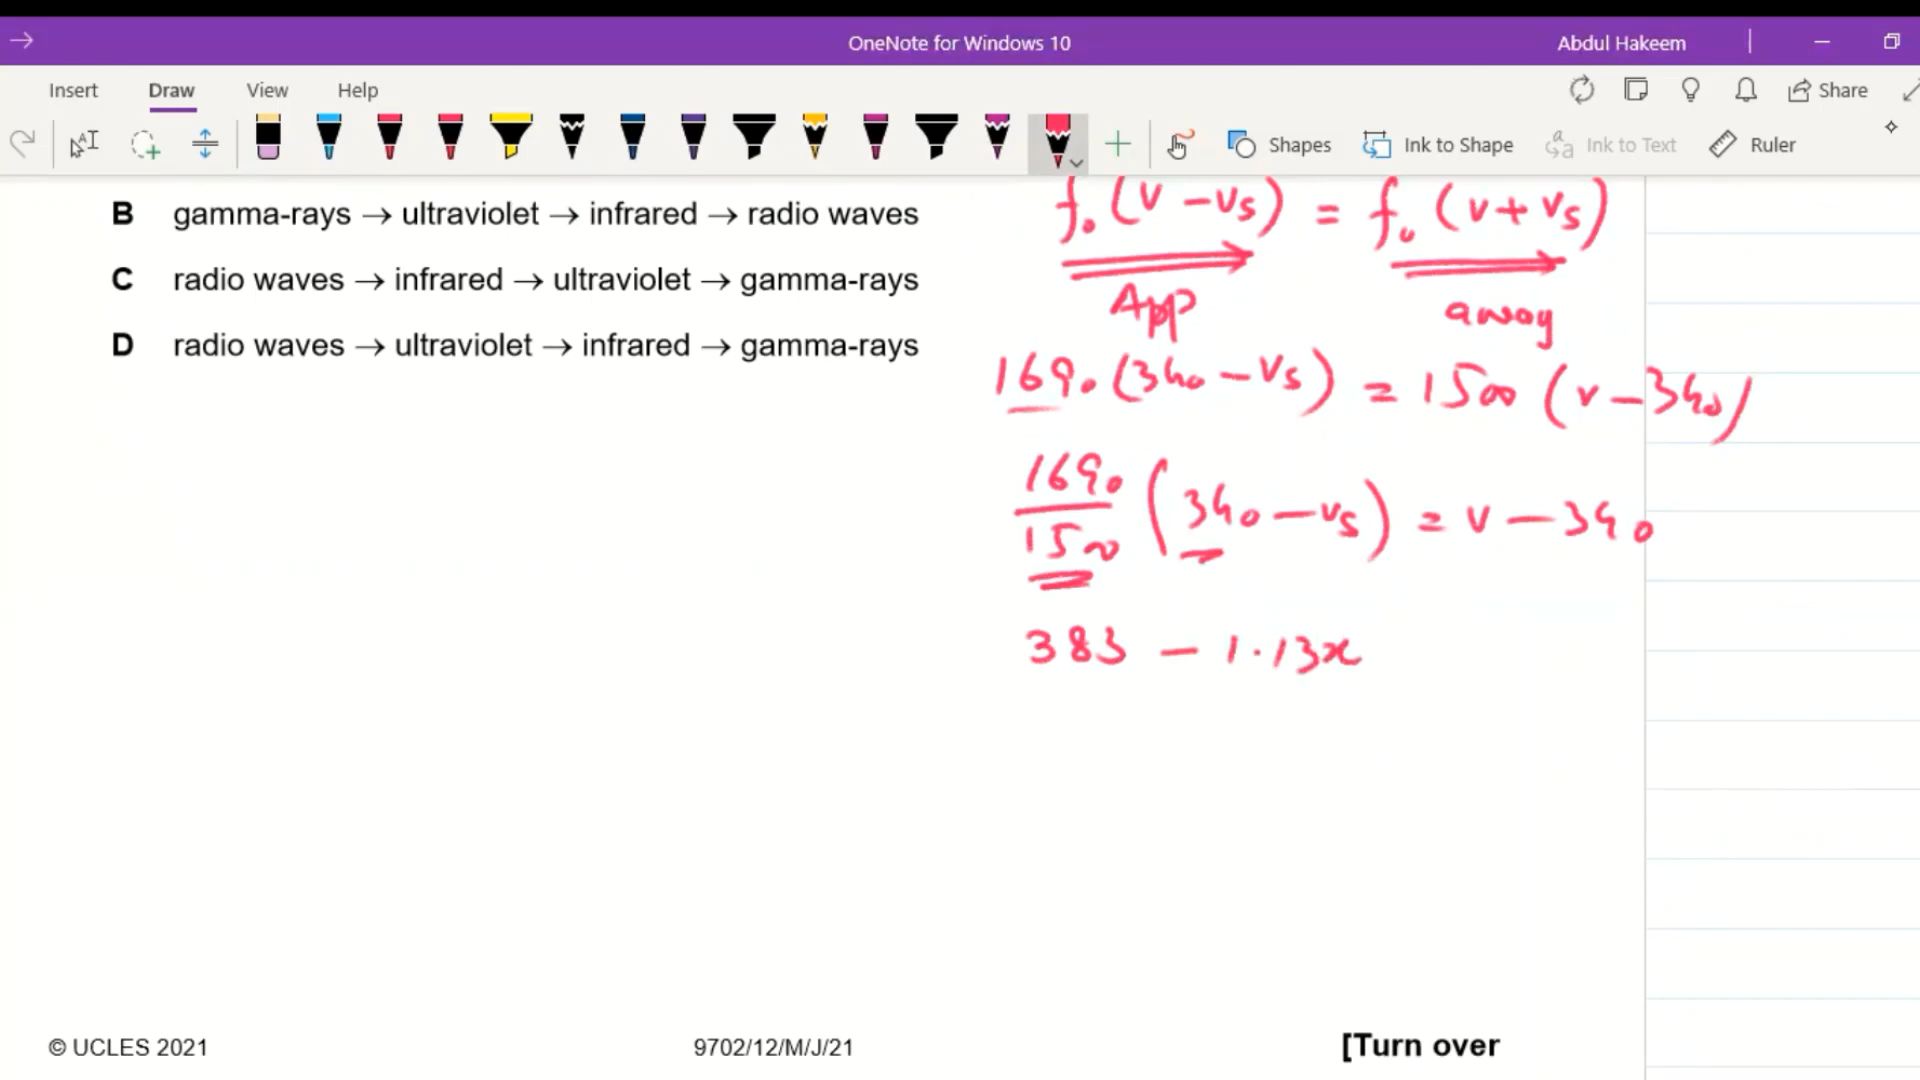 OneNote for Windows 10
Abdul Hakeem
Insert Draw View Help
Share
Shapes Ink to Shape Ink to Text Ruler
B gamma-rays → ultraviolet → infrared → radio waves
C radio waves → infrared → ultraviolet → gamma-rays
D radio waves → ultraviolet → infrared → gamma-rays
f₀ (v − vs) = f₀ (v + vs)
App away
1690 (340 − vs) = 1500 (v − 340)
1690/1500 (340 − vs) = v − 340
383 − 1.13x
© UCLES 2021 9702/12/M/J/21 [Turn over